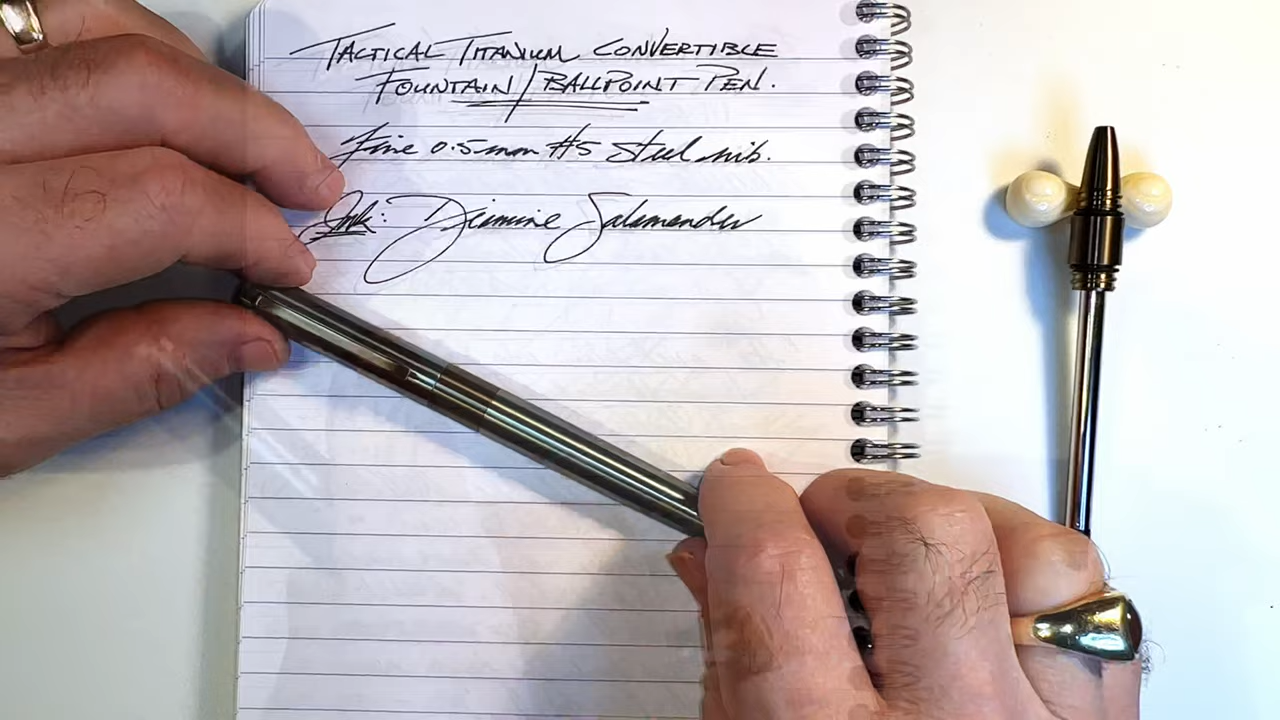 TACTICAL TITANIUM CONVERTIBLE
FOUNTAIN/BALLPOINT PEN.
Fine 0.5mm #5 Steel nib.
Ink: Diamine Salamander